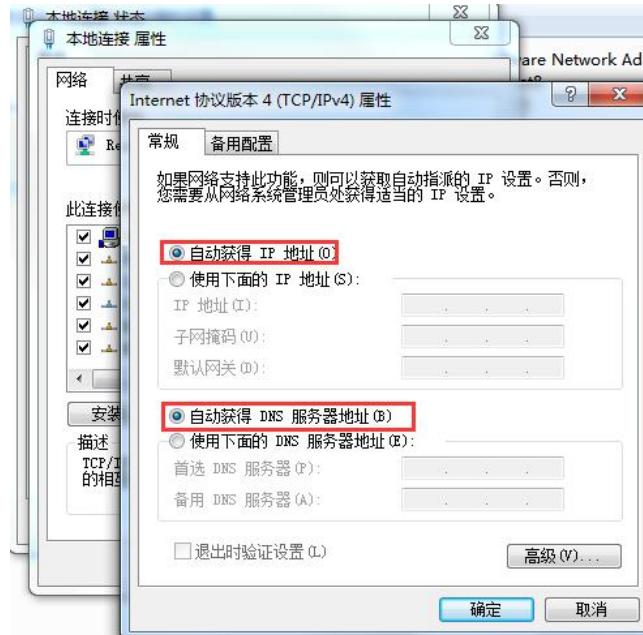 本地连接 状态
本地连接 属性
are Network Ad
网络
Internet 协议版本 4 (TCP/IPv4) 属性
连接时
常规
备用配置
Re
如果网络支持此功能，则可以获取自动指派的 IP 设置。否则，
您需要从网络系统管理员处获得适当的 IP 设置。
此连接
自动获得 IP 地址(O)
使用下面的 IP 地址(S):
IP 地址(I):
子网掩码(U):
默认网关(D):
安装
自动获得 DNS 服务器地址(B)
使用下面的 DNS 服务器地址(E):
描述
TCP/I
的相
首选 DNS 服务器(P):
备用 DNS 服务器(A):
退出时验证设置(L)
高级(V)...
确定
取消